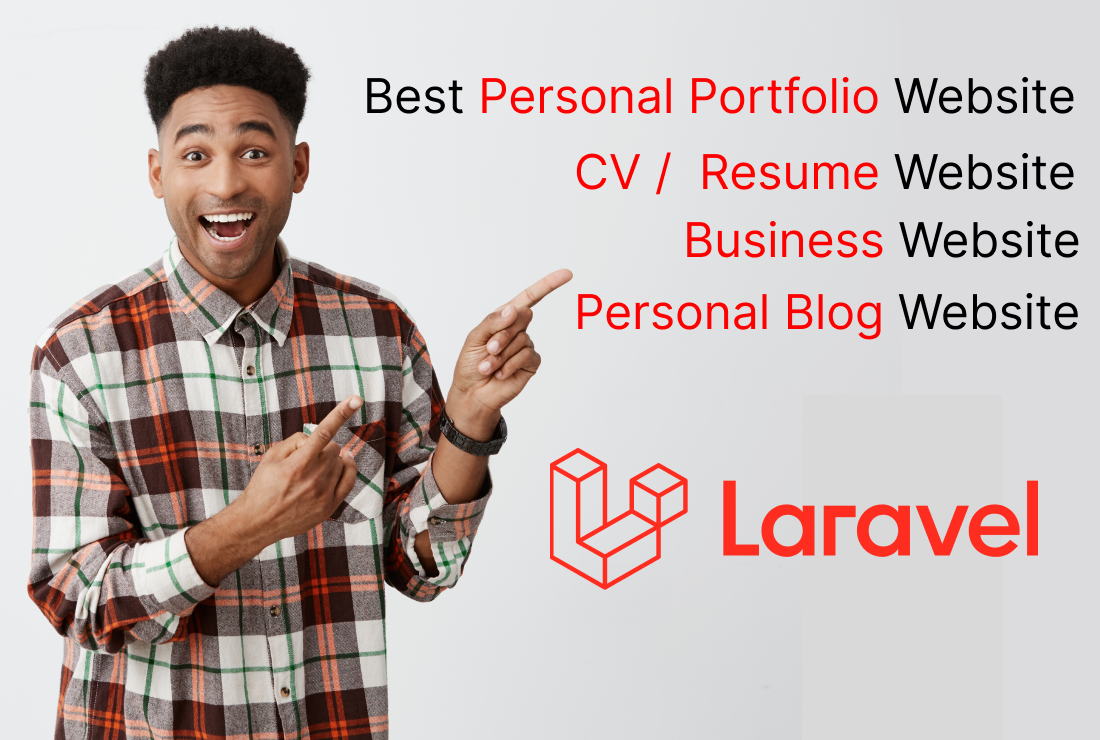 Best Personal Portfolio Website
CV / Resume Website
Business Website
Personal Blog Website
Laravel